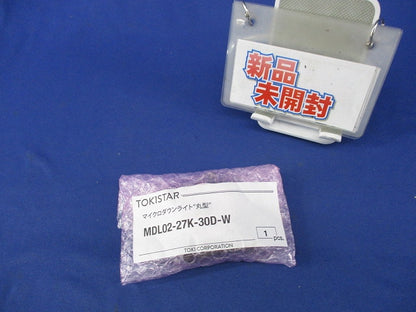 新品
未開封
TOKISTAR
マイクロダウンライト"丸型"
MDL02-27K-30D-W
1 pcs.
TOKI CORPORATION